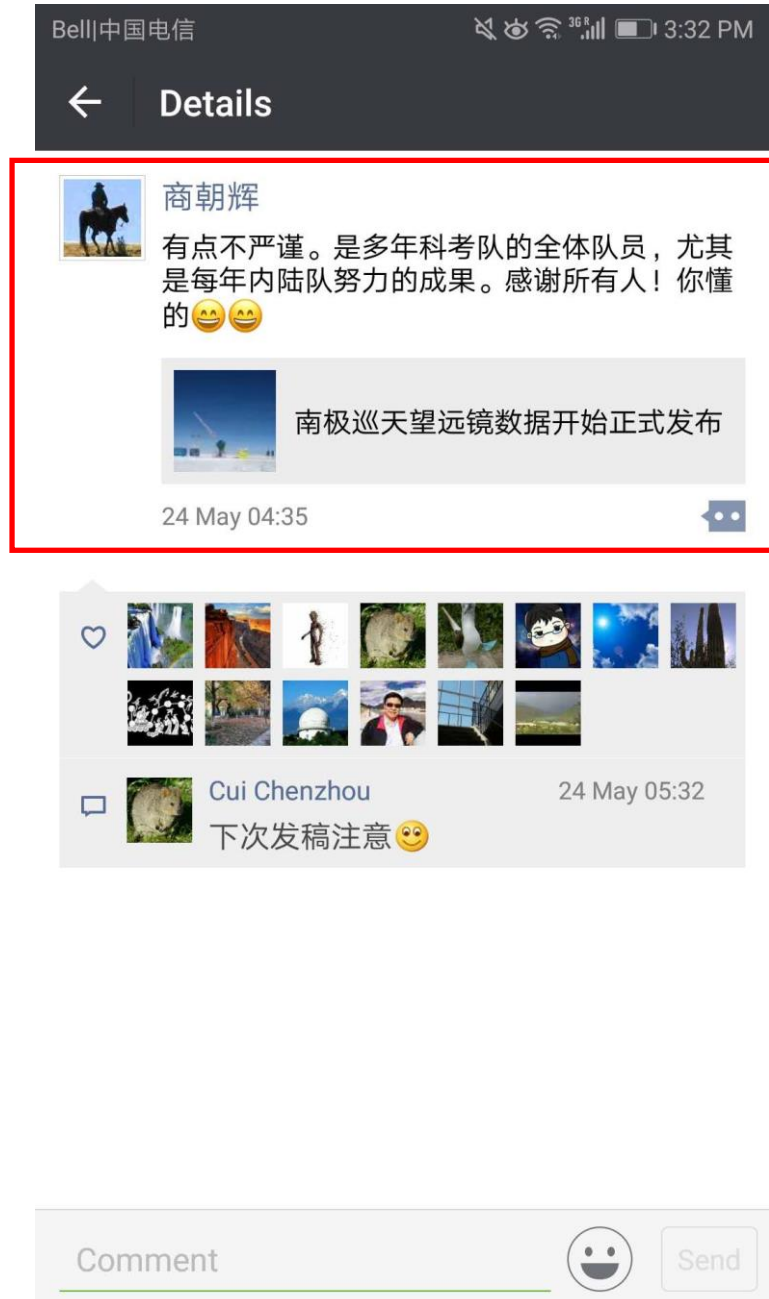 Bell|中国电信
3G R 3:32 PM
Details
商朝辉
有点不严谨。是多年科考队的全体队员，尤其
是每年内陆队努力的成果。感谢所有人！你懂
的😄😄
南极巡天望远镜数据开始正式发布
24 May 04:35
Cui Chenzhou
24 May 05:32
下次发稿注意🙂
Comment
Send